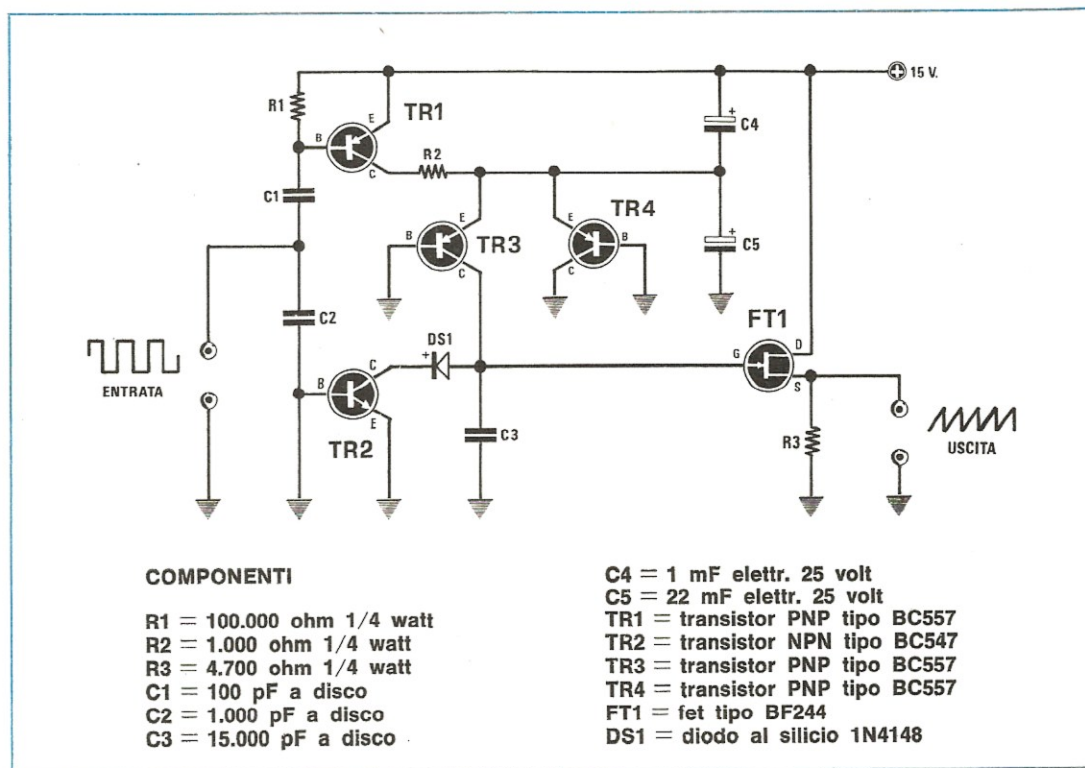 15 V.
R1
TR1
E
B
C
R2
C4
+
C1
E
B
TR3
C
E
TR4
B
C
+
C5
C2
DS1
+
FT1
D
G
S
ENTRATA
B
C
E
TR2
C3
R3
USCITA
COMPONENTI
R1 = 100.000 ohm 1/4 watt
R2 = 1.000 ohm 1/4 watt
R3 = 4.700 ohm 1/4 watt
C1 = 100 pF a disco
C2 = 1.000 pF a disco
C3 = 15.000 pF a disco
C4 = 1 mF elettr. 25 volt
C5 = 22 mF elettr. 25 volt
TR1 = transistor PNP tipo BC557
TR2 = transistor NPN tipo BC547
TR3 = transistor PNP tipo BC557
TR4 = transistor PNP tipo BC557
FT1 = fet tipo BF244
DS1 = diodo al silicio 1N4148